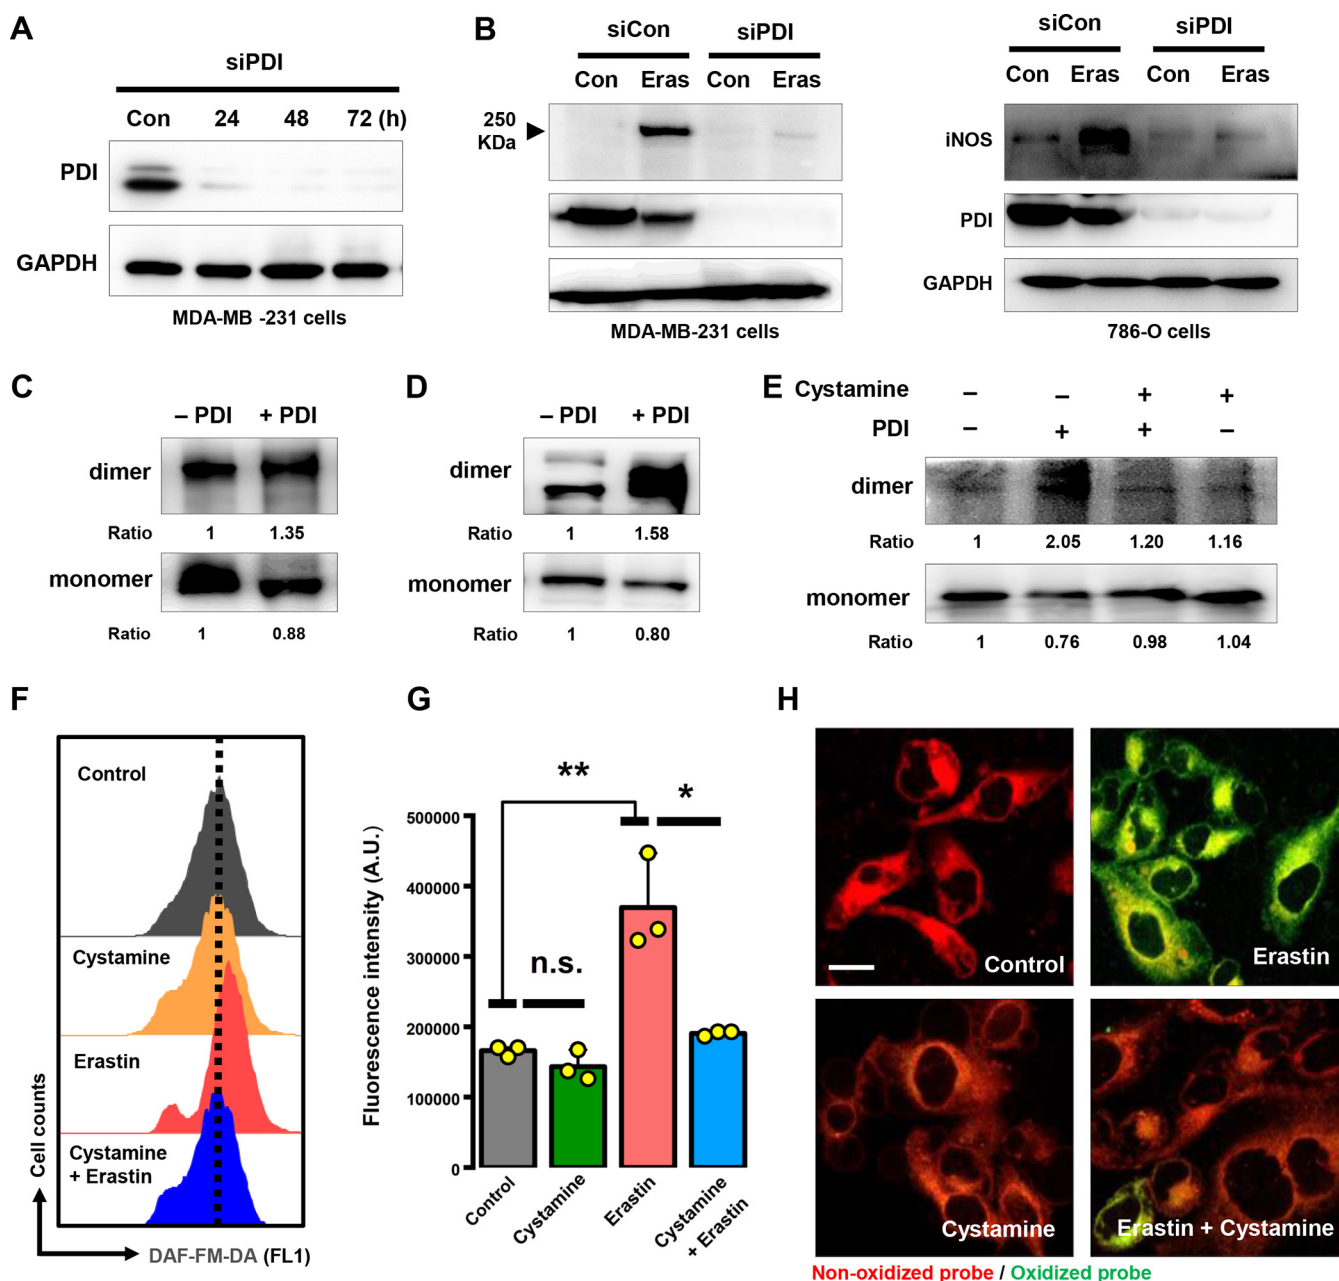 A
siPDI
Con 24 48 72 (h)
PDI
GAPDH
MDA-MB -231 cells
B
siCon siPDI
Con Eras Con Eras
250
KDa
MDA-MB-231 cells
siCon siPDI
Con Eras Con Eras
iNOS
PDI
GAPDH
786-O cells
C
– PDI + PDI
dimer
Ratio 1 1.35
monomer
Ratio 1 0.88
D
– PDI + PDI
dimer
Ratio 1 1.58
monomer
Ratio 1 0.80
E
Cystamine – – + +
PDI – + + –
dimer
Ratio 1 2.05 1.20 1.16
monomer
Ratio 1 0.76 0.98 1.04
F
Control
Cystamine
Erastin
Cystamine
+ Erastin
Cell counts
DAF-FM-DA (FL1)
G
** *
n.s.
Fluorescence intensity (A.U.)
500000
400000
300000
200000
100000
0
Control
Cystamine
Erastin
Cystamine
+ Erastin
H
Control
Erastin
Cystamine
Erastin + Cystamine
Non-oxidized probe / Oxidized probe